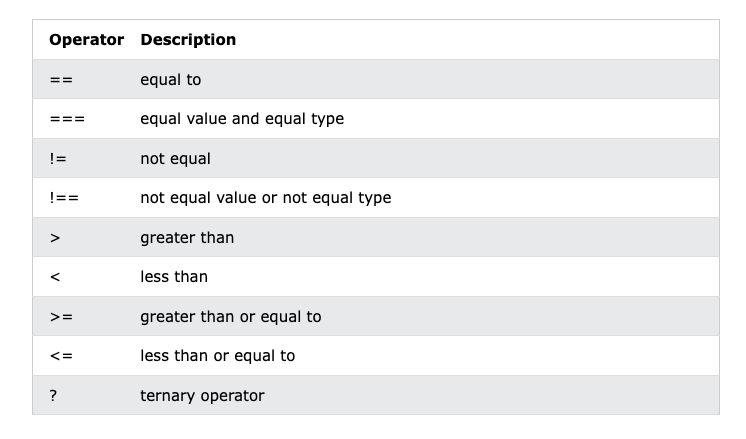 Operator Description
== equal to
=== equal value and equal type
!= not equal
!== not equal value or not equal type
> greater than
< less than
>= greater than or equal to
<= less than or equal to
? ternary operator